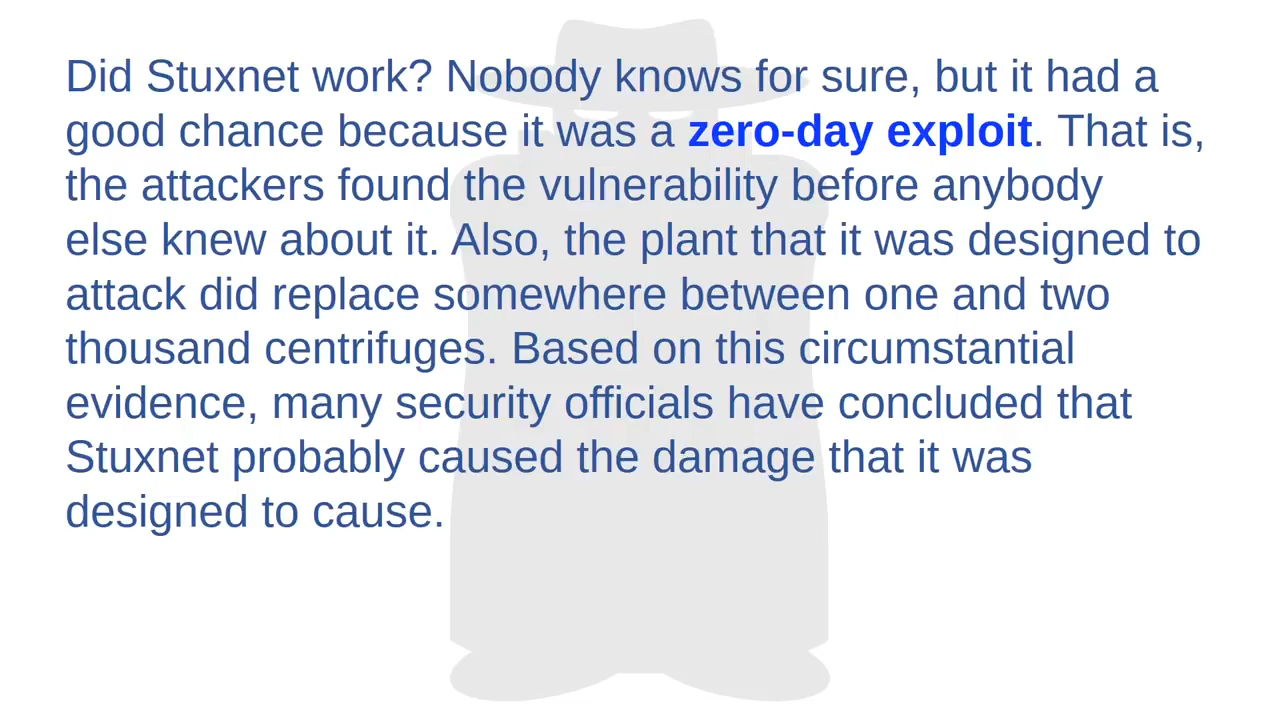 Did Stuxnet work? Nobody knows for sure, but it had a
good chance because it was a zero-day exploit. That is,
the attackers found the vulnerability before anybody
else knew about it. Also, the plant that it was designed to
attack did replace somewhere between one and two
thousand centrifuges. Based on this circumstantial
evidence, many security officials have concluded that
Stuxnet probably caused the damage that it was
designed to cause.